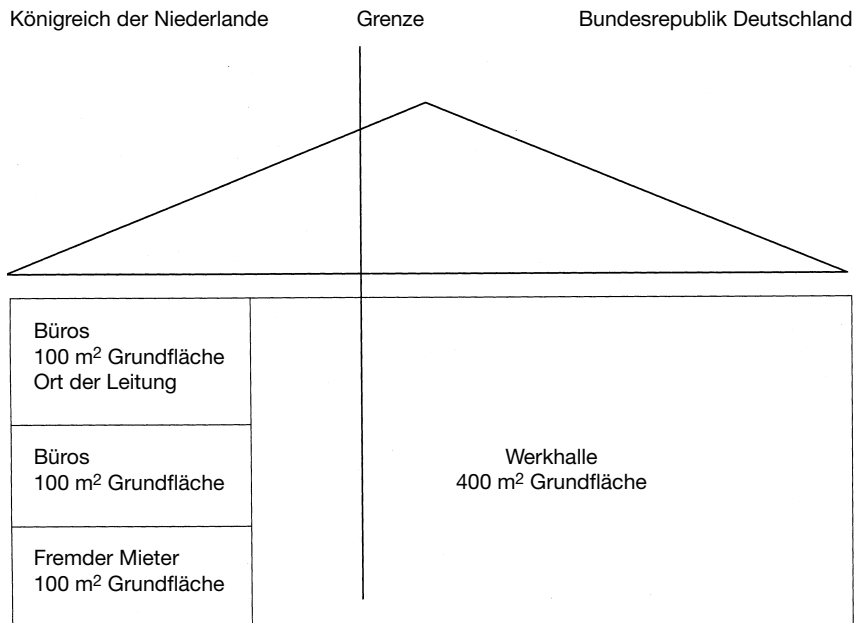 Königreich der Niederlande
Grenze
Bundesrepublik Deutschland
Büros
100 m² Grundfläche
Ort der Leitung
Büros
100 m² Grundfläche
Werkhalle
400 m² Grundfläche
Fremder Mieter
100 m² Grundfläche